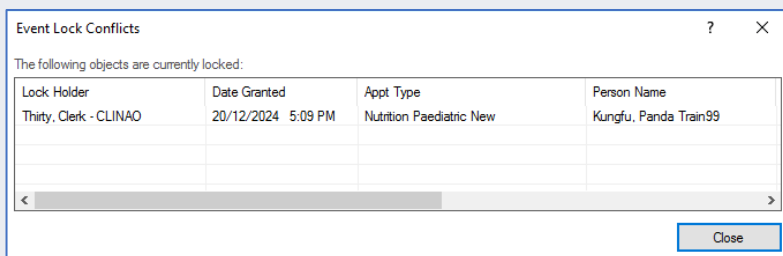 Event Lock Conflicts ? X
The following objects are currently locked:
Lock Holder Date Granted Appt Type Person Name
Thirty, Clerk - CLINAO 20/12/2024 5:09 PM Nutrition Paediatric New Kungfu, Panda Train99
Close